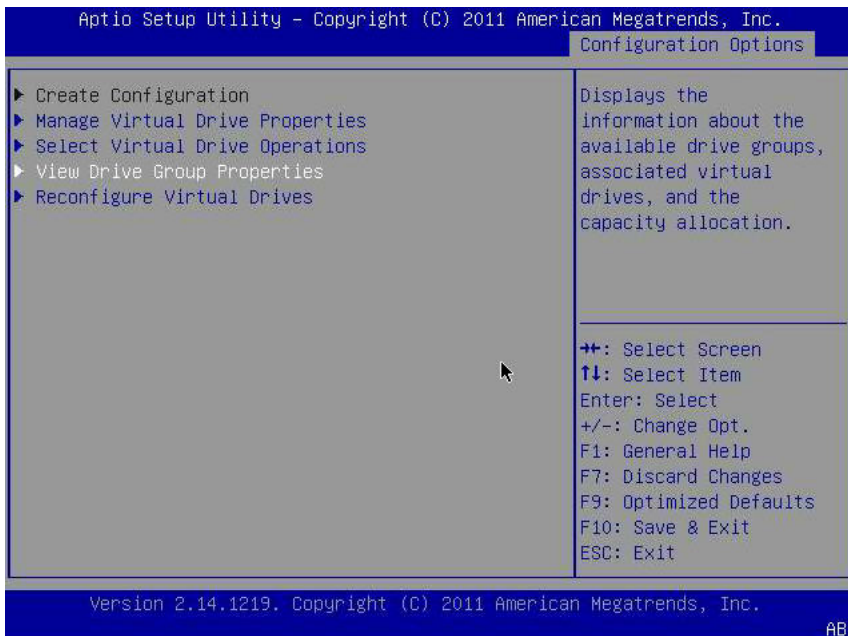 Aptio Setup Utility – Copyright (C) 2011 American Megatrends, Inc.
Configuration Options
Create Configuration
Manage Virtual Drive Properties
Select Virtual Drive Operations
View Drive Group Properties
Reconfigure Virtual Drives
Displays the
information about the
available drive groups,
associated virtual
drives, and the
capacity allocation.
→←: Select Screen
↑↓: Select Item
Enter: Select
+/-: Change Opt.
F1: General Help
F7: Discard Changes
F9: Optimized Defaults
F10: Save & Exit
ESC: Exit
Version 2.14.1219. Copyright (C) 2011 American Megatrends, Inc.
AB